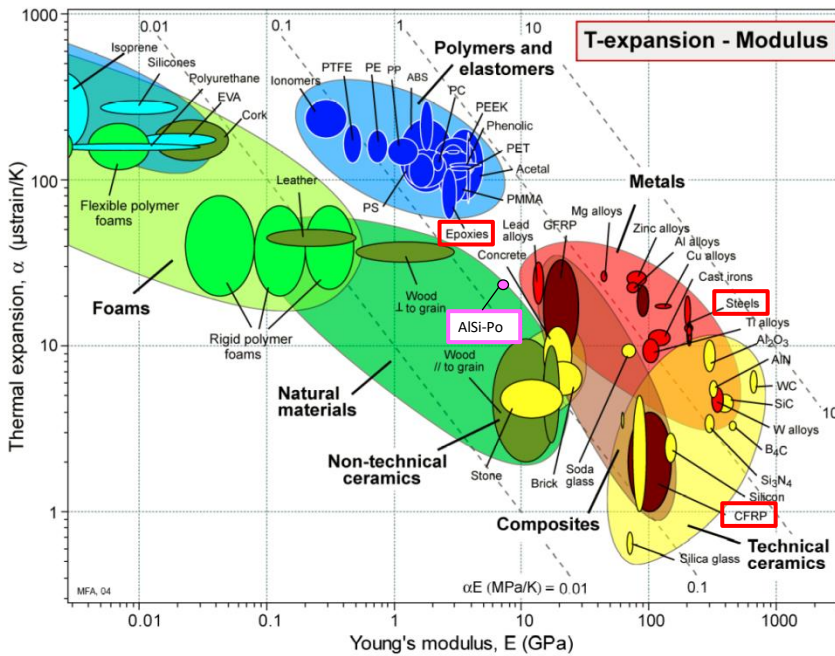 0.01
0.1
1
10
T-expansion - Modulus
1000
100
10
1
Thermal expansion, α (µstrain/K)
Isoprene
Silicones
Polyurethane
EVA
Cork
Flexible polymer
foams
Leather
Foams
Rigid polymer
foams
Polymers and
elastomers
Ionomers
PTFE
PE
PP
ABS
PC
PEEK
Phenolic
PET
Acetal
PMMA
PS
Epoxies
Wood
⊥ to grain
AlSi-Po
Wood
// to grain
Natural
materials
Non-technical
ceramics
Stone
Brick
Soda
glass
Concrete
Lead
alloys
GFRP
Metals
Mg alloys
Zinc alloys
Al alloys
Cu alloys
Cast irons
Steels
Ti alloys
Al2O3
AlN
WC
SiC
W alloys
B4C
Si3N4
Silicon
CFRP
Composites
Technical
ceramics
Silica glass
10
MFA, 04
αE (MPa/K) = 0.01
0.1
0.01
0.1
1
10
100
1000
Young's modulus, E (GPa)